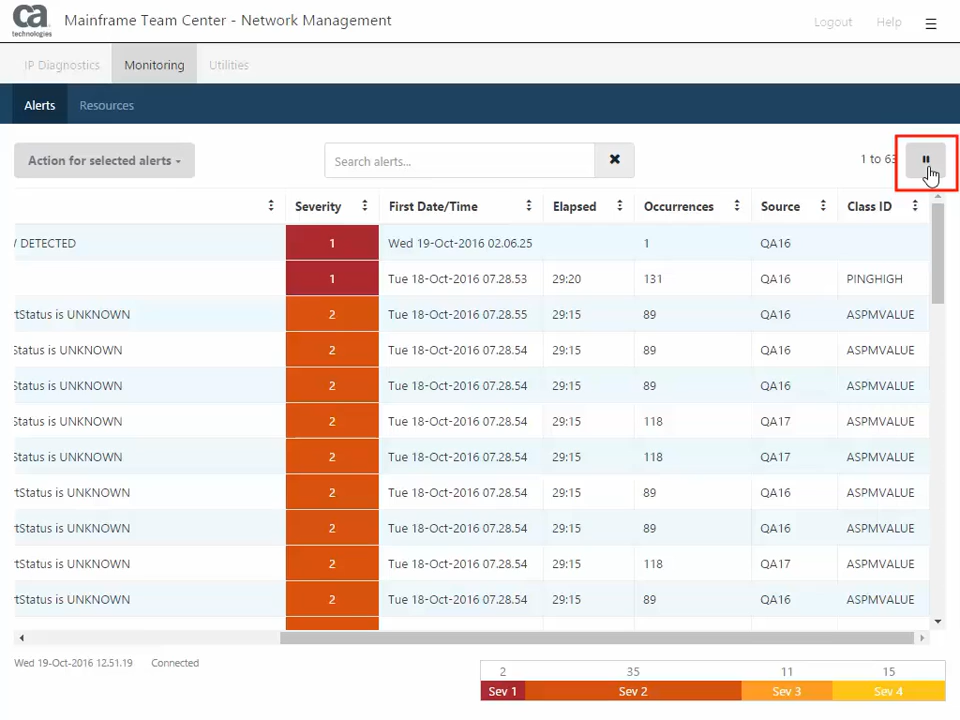 ca
technologies
Mainframe Team Center - Network Management
Logout Help
IP Diagnostics Monitoring Utilities
Alerts Resources
Action for selected alerts
Search alerts...
1 to 63
Severity First Date/Time Elapsed Occurrences Source Class ID
DETECTED 1 Wed 19-Oct-2016 02.06.25 1 QA16
1 Tue 18-Oct-2016 07.28.53 29:20 131 QA16 PINGHIGH
tStatus is UNKNOWN 2 Tue 18-Oct-2016 07.28.55 29:15 89 QA16 ASPMVALUE
Status is UNKNOWN 2 Tue 18-Oct-2016 07.28.54 29:15 89 QA16 ASPMVALUE
Status is UNKNOWN 2 Tue 18-Oct-2016 07.28.54 29:15 89 QA16 ASPMVALUE
Status is UNKNOWN 2 Tue 18-Oct-2016 07.28.54 29:15 118 QA17 ASPMVALUE
Status is UNKNOWN 2 Tue 18-Oct-2016 07.28.54 29:15 118 QA17 ASPMVALUE
tStatus is UNKNOWN 2 Tue 18-Oct-2016 07.28.54 29:15 89 QA16 ASPMVALUE
tStatus is UNKNOWN 2 Tue 18-Oct-2016 07.28.54 29:15 89 QA16 ASPMVALUE
tStatus is UNKNOWN 2 Tue 18-Oct-2016 07.28.54 29:15 118 QA17 ASPMVALUE
tStatus is UNKNOWN 2 Tue 18-Oct-2016 07.28.54 29:15 89 QA16 ASPMVALUE
Wed 19-Oct-2016 12.51.19 Connected
2 35 11 15
Sev 1 Sev 2 Sev 3 Sev 4